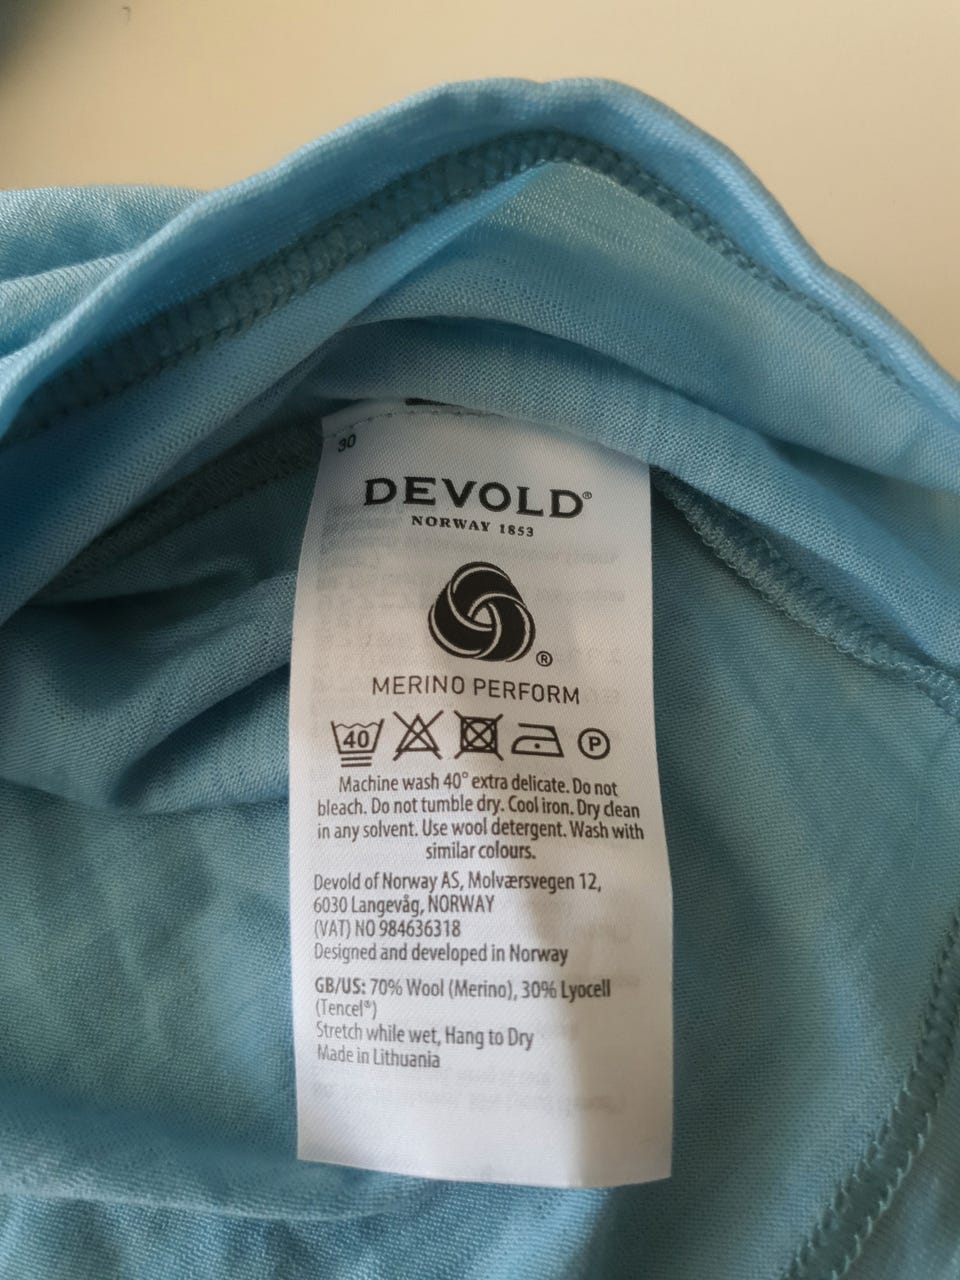 30
DEVOLD®
NORWAY 1853
®
MERINO PERFORM
40 P
Machine wash 40° extra delicate. Do not
bleach. Do not tumble dry. Cool iron. Dry clean
in any solvent. Use wool detergent. Wash with
similar colours.
Devold of Norway AS, Molværsvegen 12,
6030 Langevåg, NORWAY
(VAT) NO 984636318
Designed and developed in Norway
GB/US: 70% Wool (Merino), 30% Lyocell
(Tencel®)
Stretch while wet, Hang to Dry
Made in Lithuania